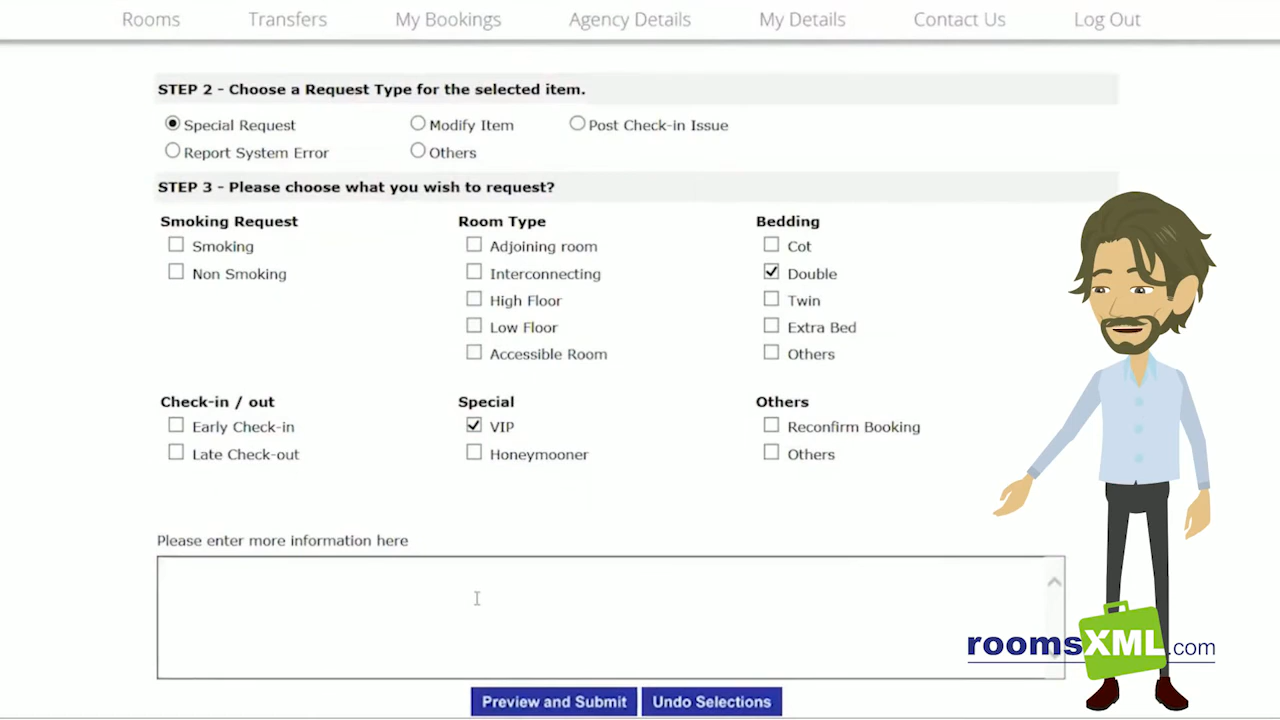 Rooms Transfers My Bookings Agency Details My Details Contact Us Log Out
STEP 2 - Choose a Request Type for the selected item.
Special Request Modify Item Post Check-in Issue
Report System Error Others
STEP 3 - Please choose what you wish to request?
Smoking Request Room Type Bedding
Smoking Adjoining room Cot
Non Smoking Interconnecting Double
High Floor Twin
Low Floor Extra Bed
Accessible Room Others
Check-in / out Special Others
Early Check-in VIP Reconfirm Booking
Late Check-out Honeymooner Others
Please enter more information here
roomsXML.com
Preview and Submit Undo Selections